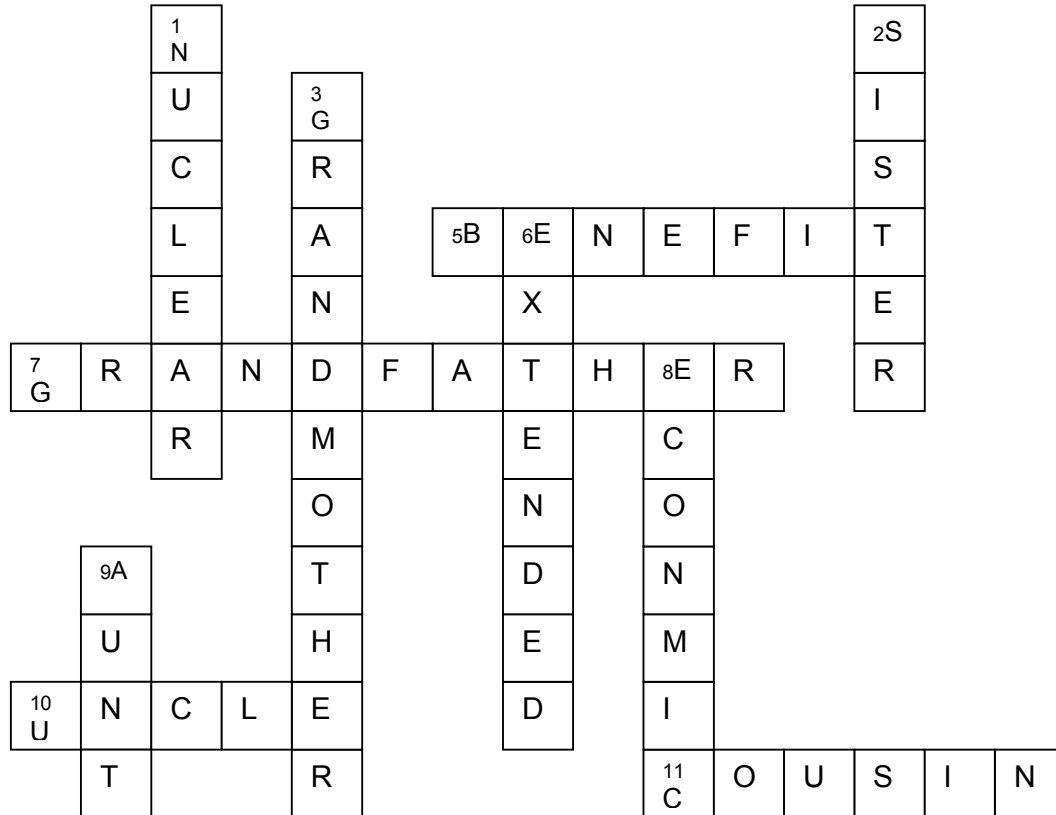 1 N 2S
U 3 G I
C R S
L A 5B 6E N E F I T
E N X E
7 G R A N D F A T H 8E R R
R M E C
O N O
9A T D N
U H E M
10 U N C L E D I
T R 11 C O U S I N